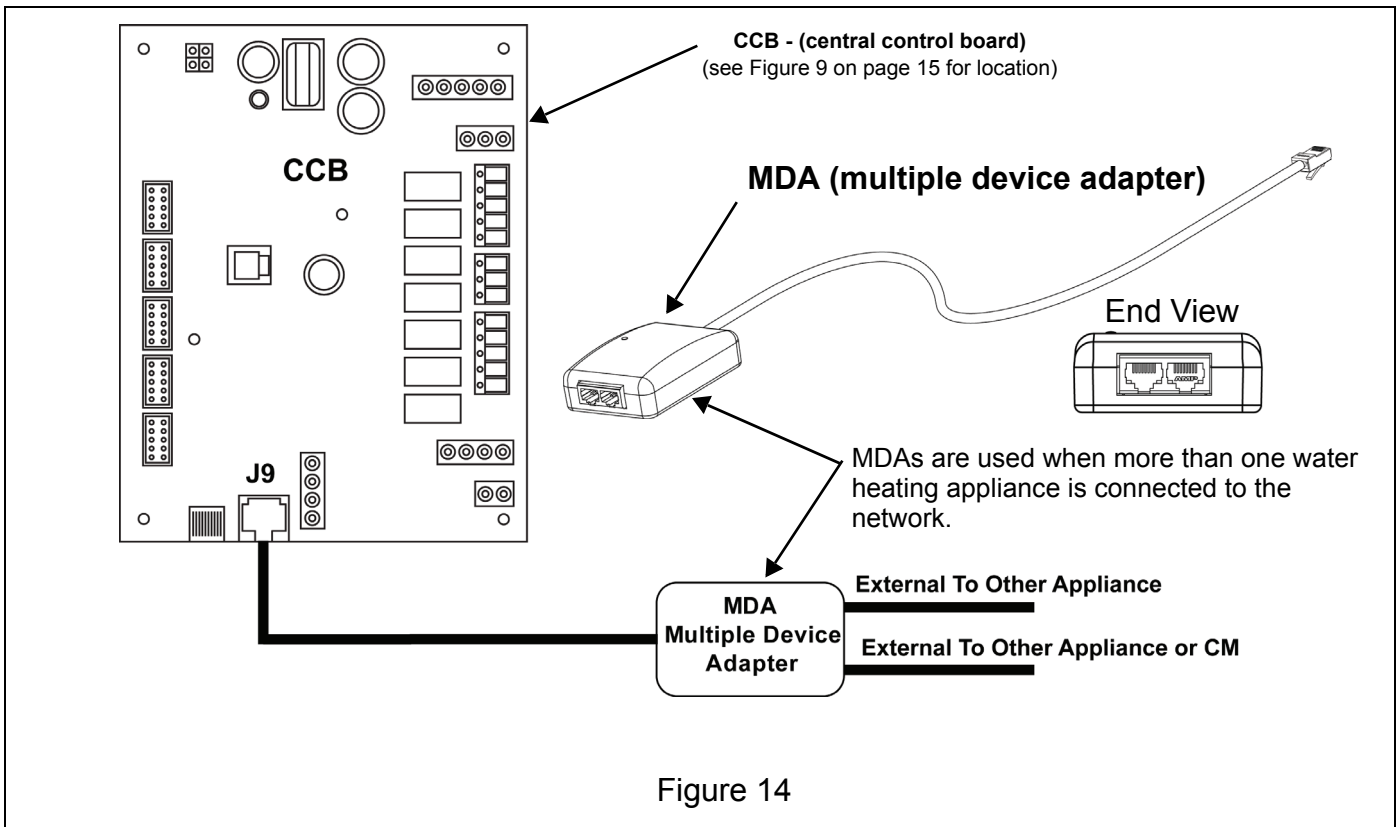 CCB - (central control board)
(see Figure 9 on page 15 for location)
CCB
MDA (multiple device adapter)
End View
AMP
MDAs are used when more than one water
heating appliance is connected to the
network.
J9
External To Other Appliance
MDA
Multiple Device
Adapter
External To Other Appliance or CM
Figure 14